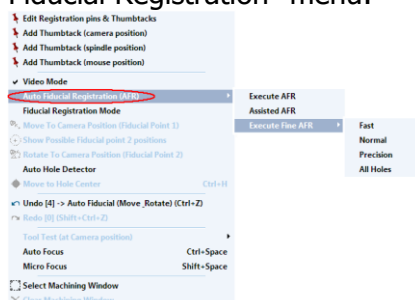 Fiducial Registration" menu.
Edit Registration pins & Thumbtacks
Add Thumbtack (camera position)
Add Thumbtack (spindle position)
Add Thumbtack (mouse position)
Video Mode
Auto Fiducial Registration (AFR)
Execute AFR
Fiducial Registration Mode
Assisted AFR
Move To Camera Position (Fiducial Point 1)
Execute Fine AFR
Fast
Show Possible Fiducial point 2 positions
Normal
Rotate To Camera Position (Fiducial Point 2)
Precision
Auto Hole Detector
All Holes
Move to Hole Center Ctrl+H
Undo [4] -> Auto Fiducial (Move_Rotate) (Ctrl+Z)
Redo [0] (Shift+Ctrl+Z)
Tool Test (at Camera position)
Auto Focus Ctrl+Space
Micro Focus Shift+Space
Select Machining Window
Clear Machining Window